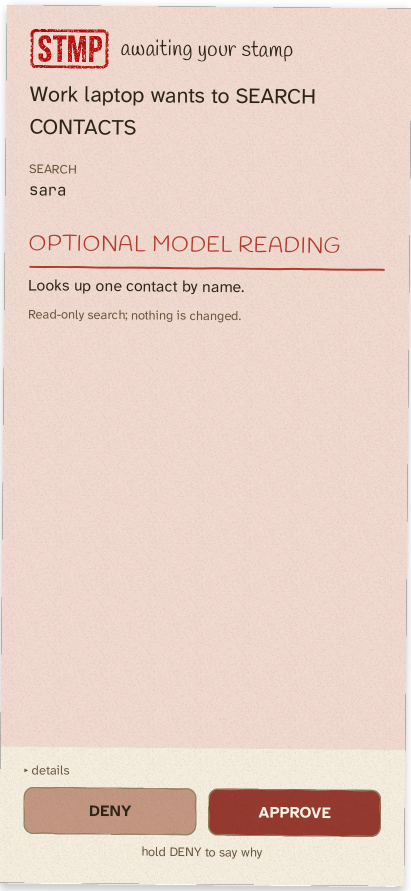 STMP awaiting your stamp
Work laptop wants to SEARCH
CONTACTS
SEARCH
sara
OPTIONAL MODEL READING
Looks up one contact by name.
Read-only search; nothing is changed.
▸ details
DENY
APPROVE
hold DENY to say why